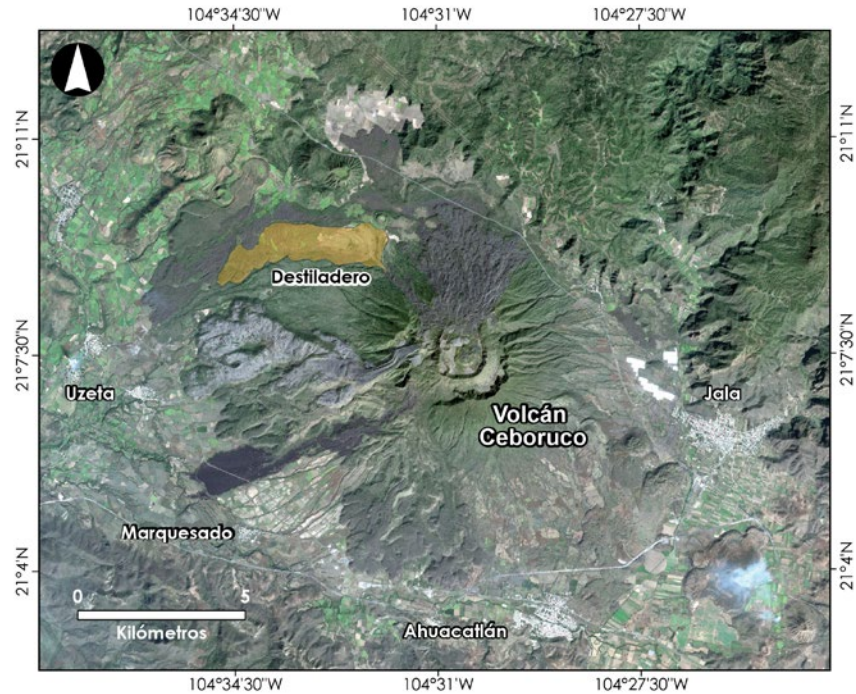 104°34'30"W
104°31'W
104°27'30"W
21°11'N
21°11'N
Destiladero
21°7'30"N
21°7'30"N
Uzeta
Jala
Volcán
Ceboruco
Marquesado
21°4'N
21°4'N
0
5
Kilómetros
Ahuacatlán
104°34'30"W
104°31'W
104°27'30"W